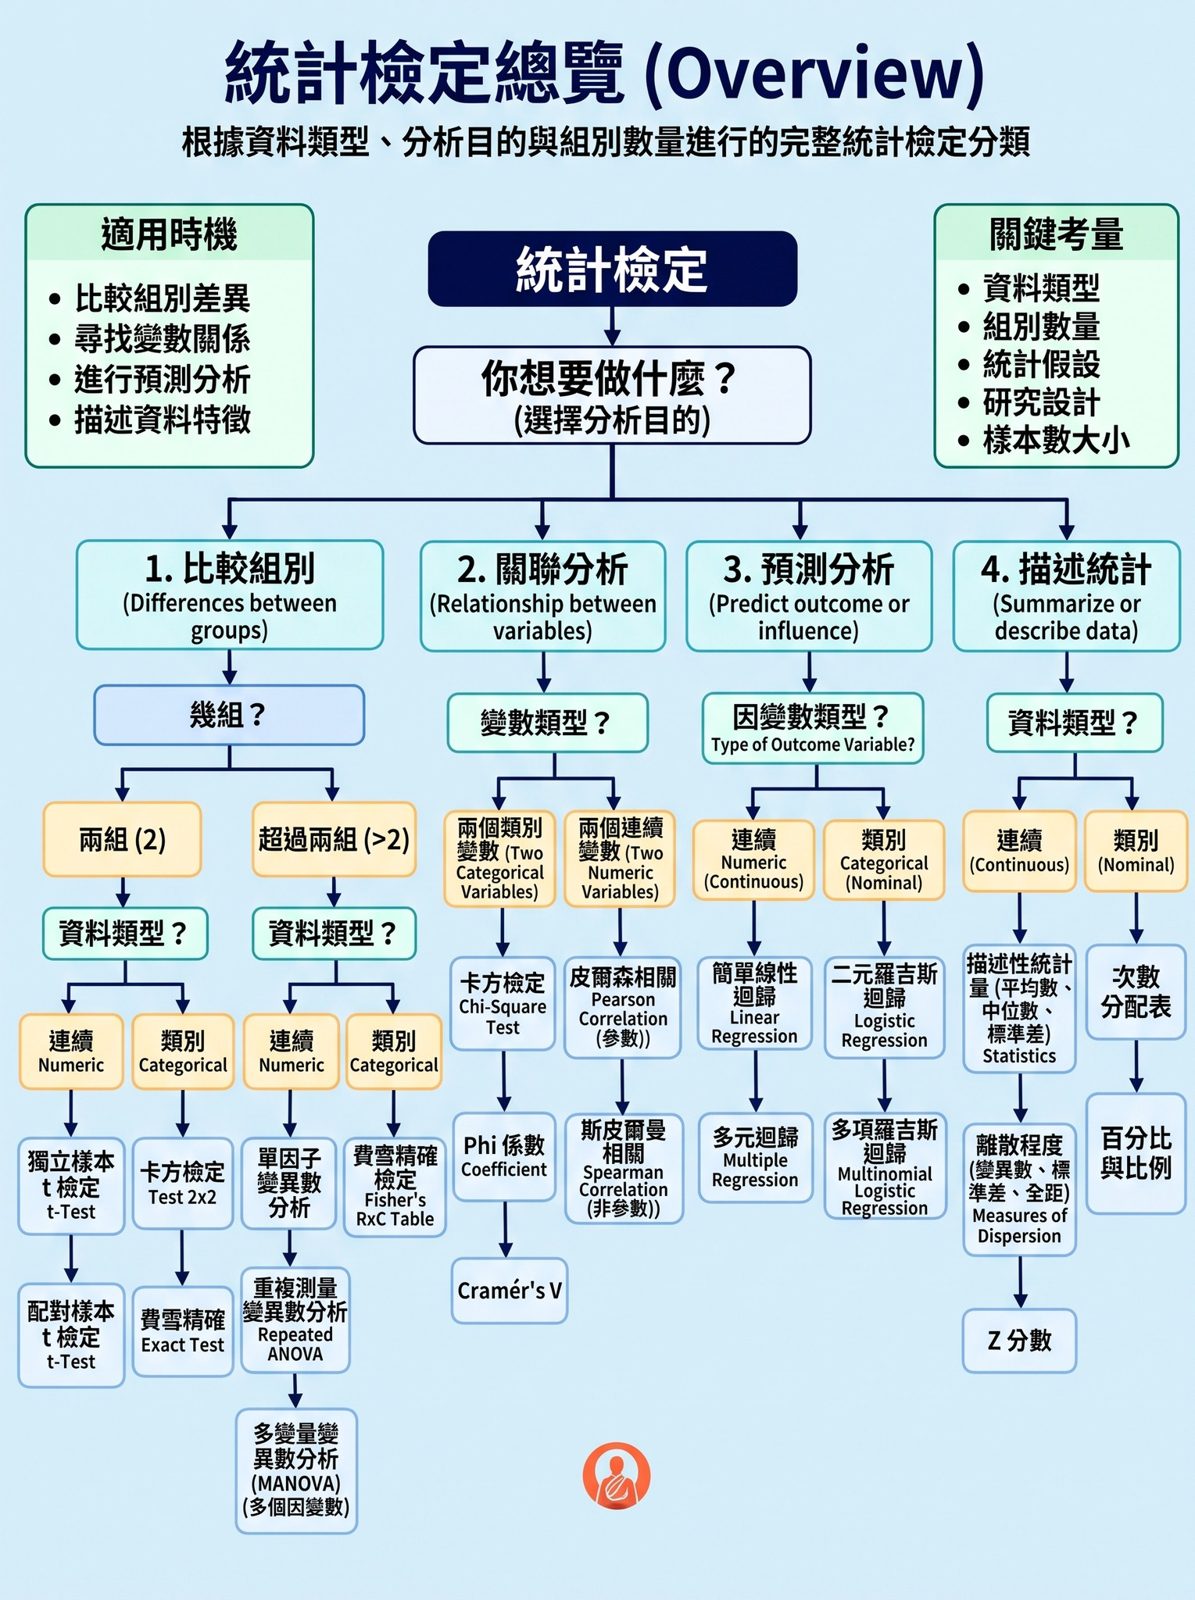 統計檢定總覽 (Overview)
根據資料類型、分析目的與組別數量進行的完整統計檢定分類
適用時機
• 比較組別差異
• 尋找變數關係
• 進行預測分析
• 描述資料特徵
統計檢定
你想要做什麼？
(選擇分析目的)
關鍵考量
• 資料類型
• 組別數量
• 統計假設
• 研究設計
• 樣本數大小
1. 比較組別
(Differences between
groups)
幾組？
兩組 (2)
資料類型？
連續
Numeric
獨立樣本
t 檢定
t-Test
配對樣本
t 檢定
t-Test
類別
Categorical
卡方檢定
Test 2x2
費雪精確
Exact Test
超過兩組 (>2)
資料類型？
連續
Numeric
單因子
變異數
分析
重複測量
變異數分析
Repeated
ANOVA
多變量變
異數分析
(MANOVA)
(多個因變數)
類別
Categorical
費雪精確
檢定
Fisher's
RxC Table
2. 關聯分析
(Relationship between
variables)
變數類型？
兩個類別
變數 (Two
Categorical
Variables)
卡方檢定
Chi-Square
Test
Phi 係數
Coefficient
Cramér's V
兩個連續
變數 (Two
Numeric
Variables)
皮爾森相關
Pearson
Correlation
(參數))
斯皮爾曼
相關
Spearman
Correlation
(非參數))
3. 預測分析
(Predict outcome or
influence)
因變數類型？
Type of Outcome Variable?
連續
Numeric
(Continuous)
簡單線性
迴歸
Linear
Regression
多元迴歸
Multiple
Regression
類別
Categorical
(Nominal)
二元羅吉斯
迴歸
Logistic
Regression
多項羅吉斯
迴歸
Multinomial
Logistic
Regression
4. 描述統計
(Summarize or
describe data)
資料類型？
連續
(Continuous)
描述性統計
量 (平均數、
中位數、
標準差)
Statistics
離散程度
(變異數、標
準差、全距)
Measures of
Dispersion
Z 分數
類別
(Nominal)
次數
分配表
百分比
與比例